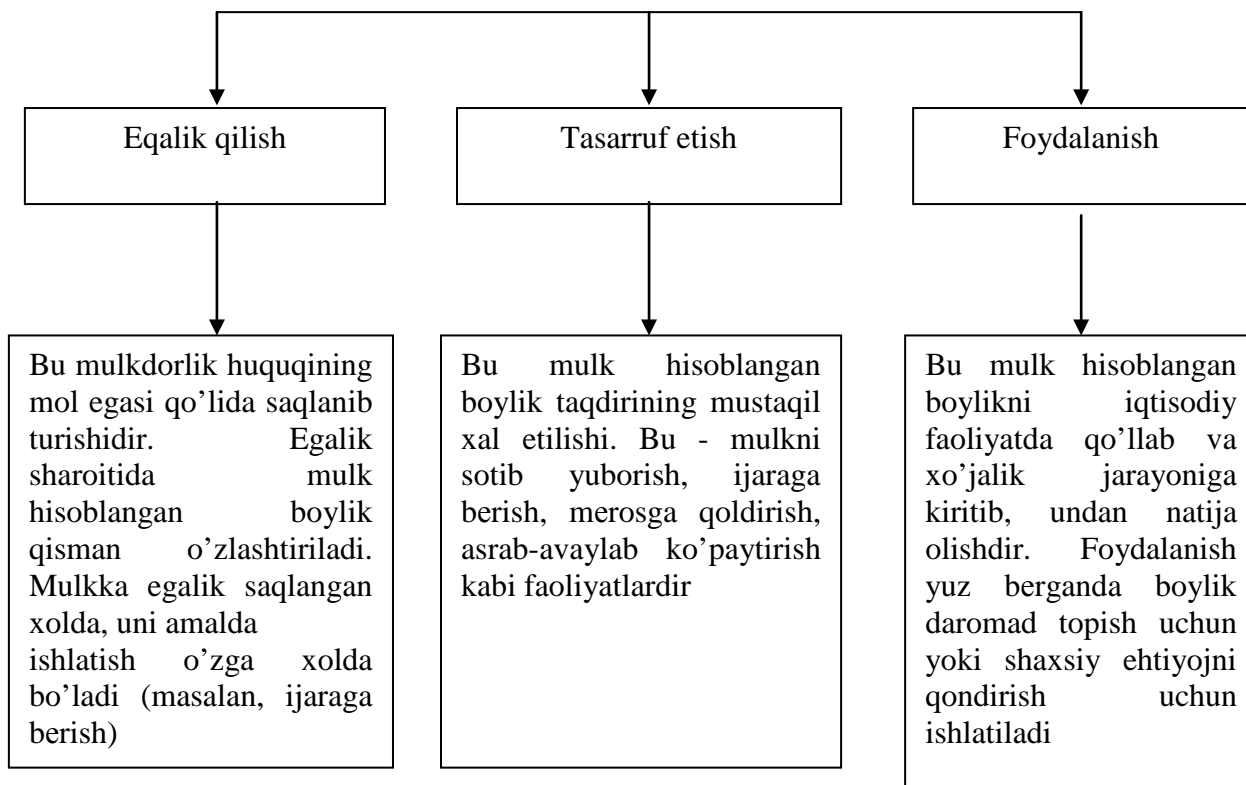 Eqalik qilish
Tasarruf etish
Foydalanish
Bu mulkdorlik huquqining
mol egasi qo’lida saqlanib
turishidir. Egalik
sharoitida mulk
hisoblangan boylik
qisman o’zlashtiriladi.
Mulkka egalik saqlangan
xolda, uni amalda
ishlatish o’zga xolda
bo’ladi (masalan, ijaraga
berish)
Bu mulk hisoblangan
boylik taqdirining mustaqil
xal etilishi. Bu - mulkni
sotib yuborish, ijaraga
berish, merosga qoldirish,
asrab-avaylab ko’paytirish
kabi faoliyatlardir
Bu mulk hisoblangan
boylikni iqtisodiy
faoliyatda qo’llab va
xo’jalik jarayoniga
kiritib, undan natija
olishdir. Foydalanish
yuz berganda boylik
daromad topish uchun
yoki shaxsiy ehtiyojni
qondirish uchun
ishlatiladi